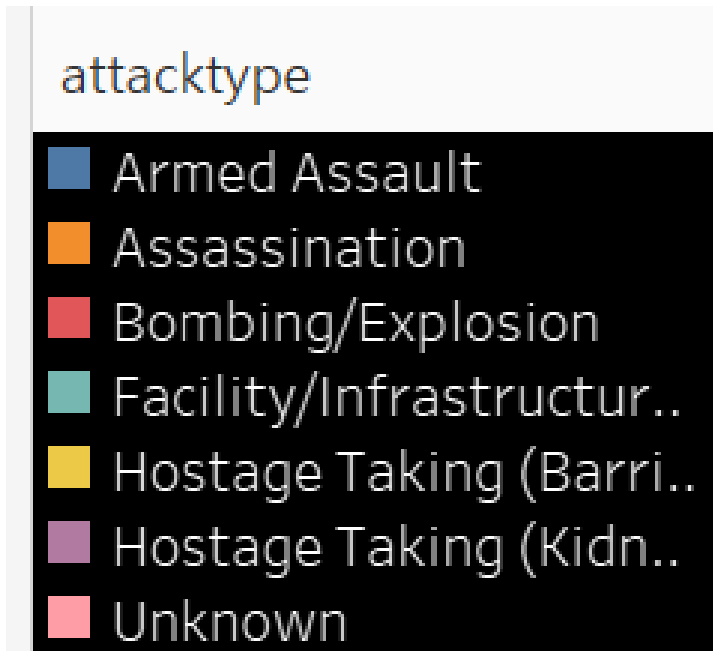 attacktype
Armed Assault
Assassination
Bombing/Explosion
Facility/Infrastructur..
Hostage Taking (Barri..
Hostage Taking (Kidn..
Unknown